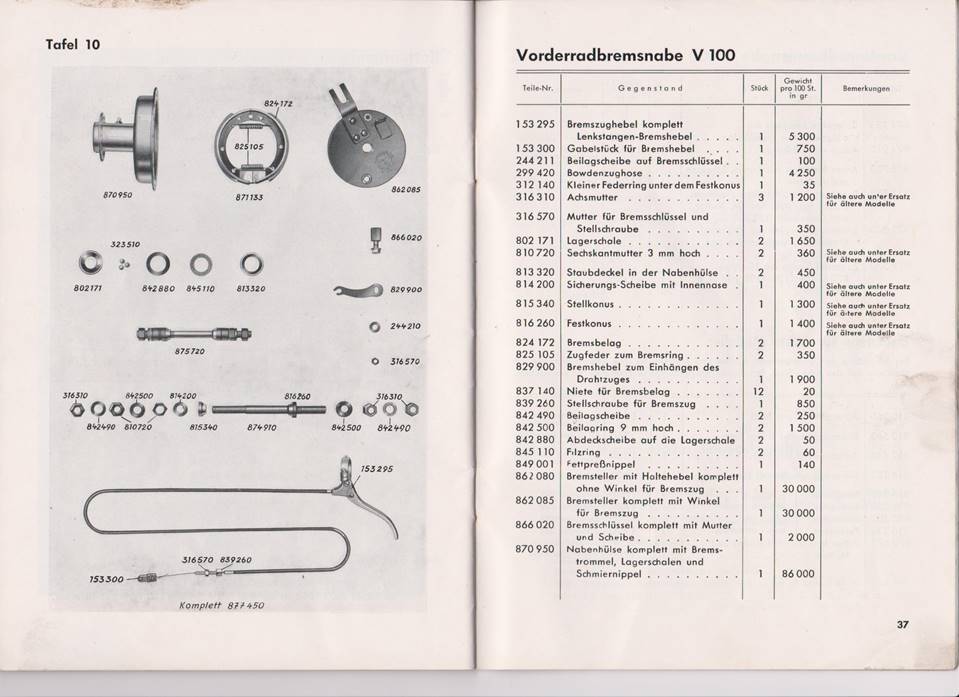 Tafel 10
824172
825105
870950
871133
862085
866020
323510
802171
842880
845110
813320
829900
244210
875720
316570
316310
842500
814200
816260
316310
842490
810720
815340
874910
842500
842490
153295
316570 839260
153300
Komplett 877450
Vorderradbremsnabe V 100
Teile-Nr. Gegenstand Stück Gewicht pro 100 St. in gr Bemerkungen
153 295 Bremszughebel komplett
Lenkstangen-Bremshebel . . . . . 1 5 300
153 300 Gabelstück für Bremshebel . . . . 1 750
244 211 Beilagscheibe auf Bremsschlüssel . . 1 100
299 420 Bowdenzughose . . . . . . . . . . 1 4 250
312 140 Kleiner Federring unter dem Festkonus 1 35
316 310 Achsmutter . . . . . . . . . . . . 3 1 200 Siehe auch unter Ersatz
für ältere Modelle
316 570 Mutter für Bremsschlüssel und
Stellschraube . . . . . . . . . . 1 350
802 171 Lagerschale . . . . . . . . . . . . 2 1 650
810 720 Sechskantmutter 3 mm hoch . . . . 2 360 Siehe auch unter Ersatz
für ältere Modelle
813 320 Staubdeckel in der Nabenhülse . . 2 450
814 200 Sicherungs-Scheibe mit Innennase . 1 400 Siehe auch unter Ersatz
für ältere Modelle
815 340 Stellkonus . . . . . . . . . . . . . 1 1 300 Siehe auch unter Ersatz
für ältere Modelle
816 260 Festkonus . . . . . . . . . . . . . 1 1 400 Siehe auch unter Ersatz
für ältere Modelle
824 172 Bremsbelag . . . . . . . . . . . . 2 1 700
825 105 Zugfeder zum Bremsring . . . . . . 2 350
829 900 Bremshebel zum Einhängen des
Drahtzuges . . . . . . . . . . . 1 1 900
837 140 Niete für Bremsbelag . . . . . . . 12 20
839 260 Stellschraube für Bremszug . . . . 1 850
842 490 Beilagscheibe . . . . . . . . . . . 2 250
842 500 Beilagring 9 mm hoch . . . . . . . 2 1 500
842 880 Abdeckscheibe auf die Lagerschale 2 50
845 110 Filzring . . . . . . . . . . . . . . 2 60
849 001 Fettpreßnippel . . . . . . . . . . 1 140
862 080 Bremsteller mit Haltehebel komplett
ohne Winkel für Bremszug . . . 1 30 000
862 085 Bremsteller komplett mit Winkel
für Bremszug . . . . . . . . . . . 1 30 000
866 020 Bremsschlüssel komplett mit Mutter
und Scheibe . . . . . . . . . . . 1 2 000
870 950 Nabenhülse komplett mit Brems-
trommel, Lagerschalen und
Schmiernippel . . . . . . . . . . 1 86 000
37